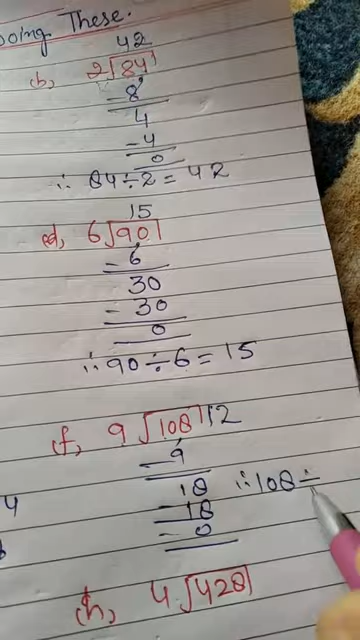 Doing These.
42
(b), 2√84
- 8
4
- 4
0
∴ 84÷2 = 42
15
(d), 6√90
- 6
30
- 30
0
∴ 90÷6 = 15
(f), 9√108 12
- 9
18 ∴ 108÷
- 18
- 0
(h), 4√428